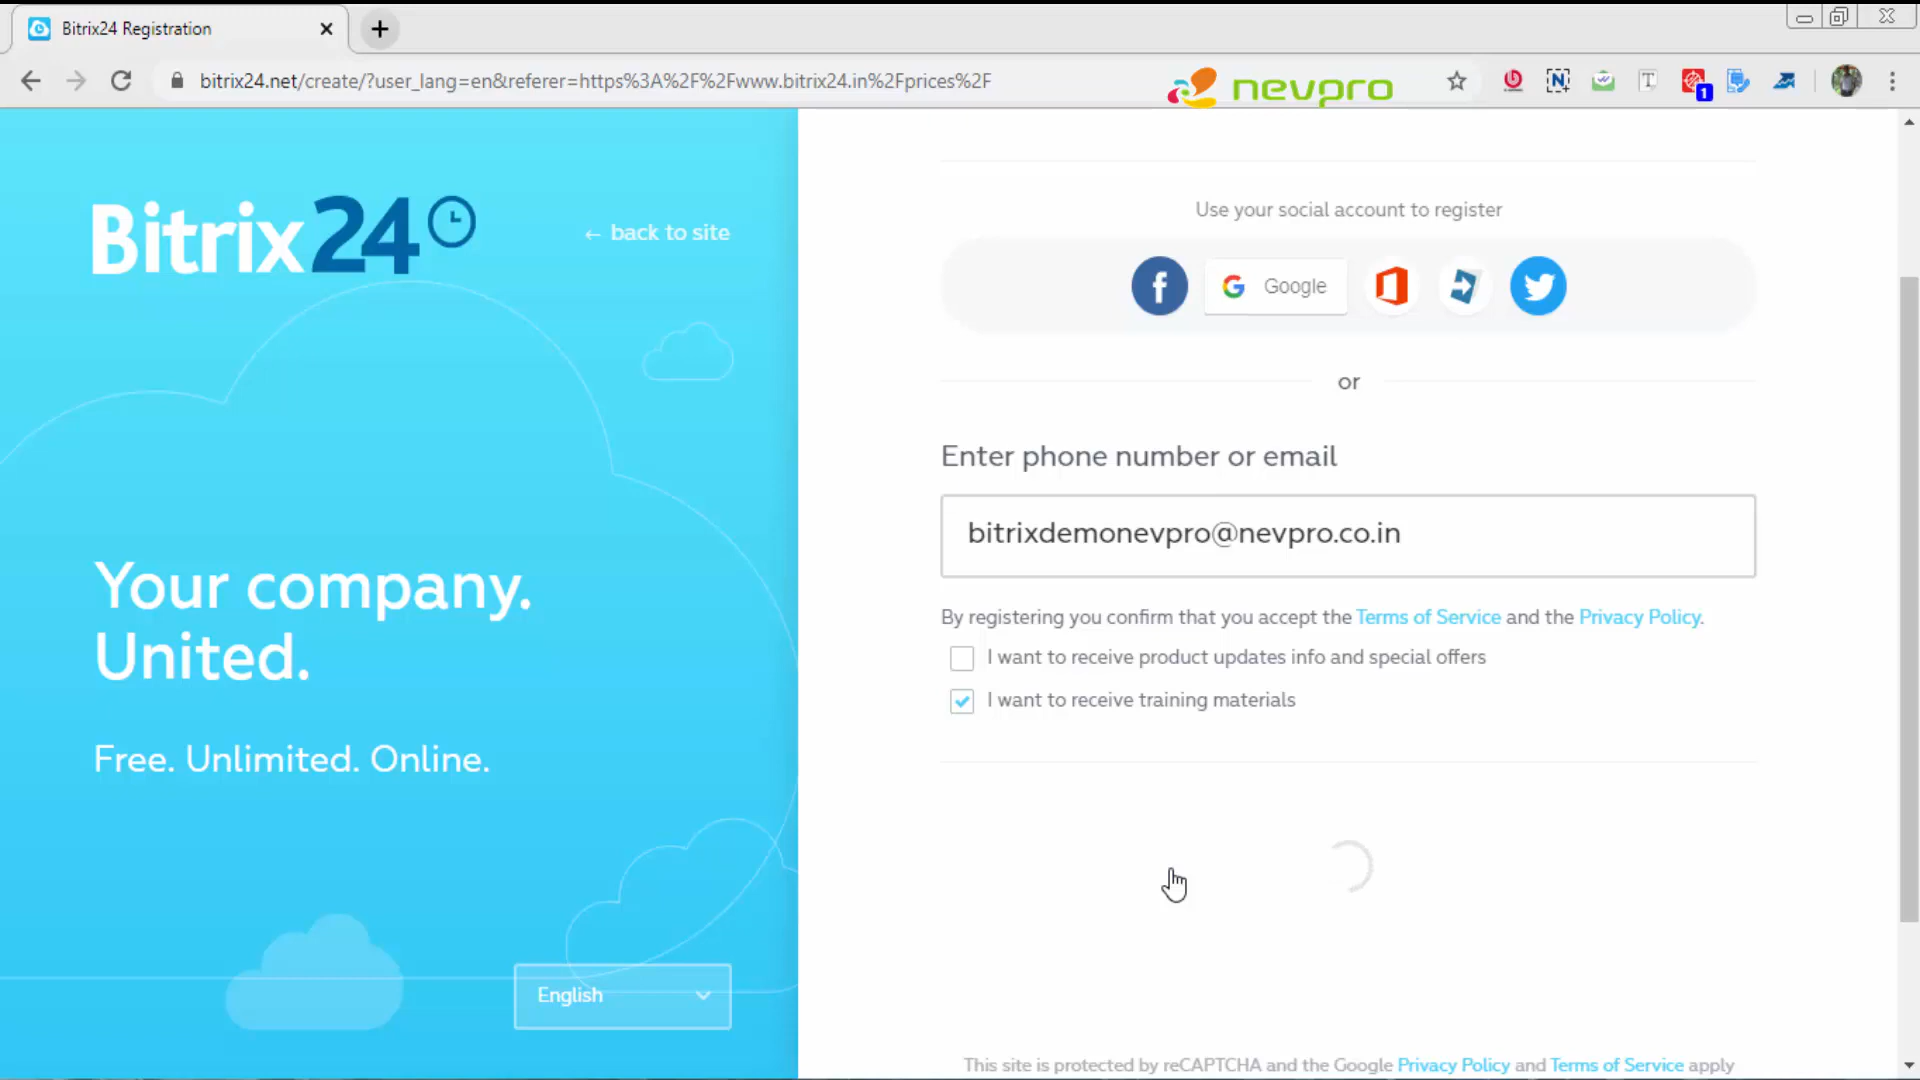 Bitrix24 Registration
bitrix24.net/create/?user_lang=en&referer=https%3A%2F%2Fwww.bitrix24.in%2Fprices%2F
nevpro
1
Bitrix24
← back to site
Your company.
United.
Free. Unlimited. Online.
English
Use your social account to register
Google
or
Enter phone number or email
bitrixdemonevpro@nevpro.co.in
By registering you confirm that you accept the Terms of Service and the Privacy Policy.
I want to receive product updates info and special offers
I want to receive training materials
This site is protected by reCAPTCHA and the Google Privacy Policy and Terms of Service apply